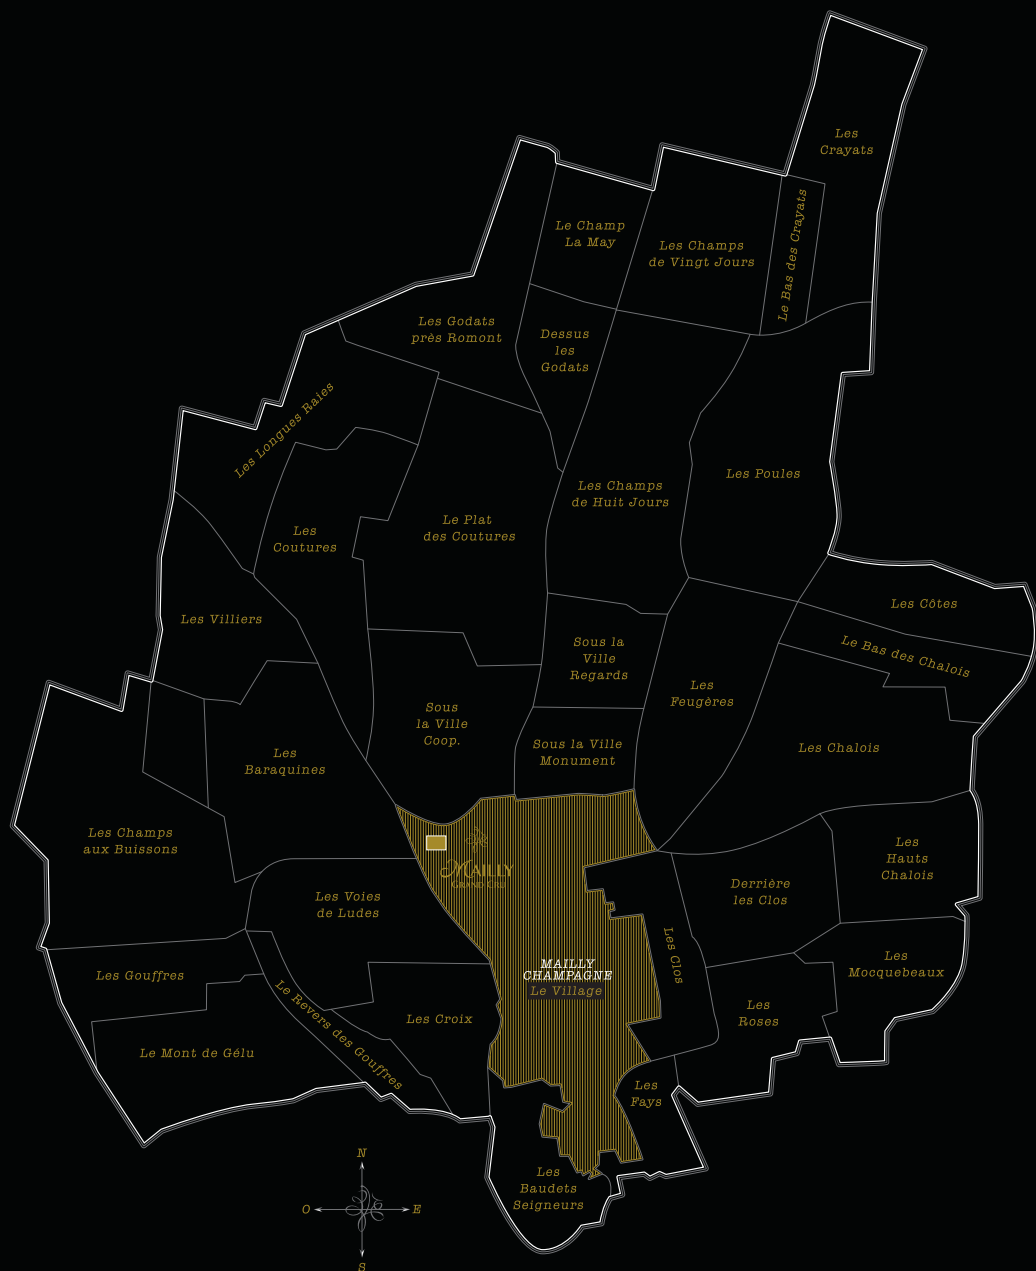 Les
Crayats
Le Bas des Crayats
Le Champ
La May
Les Champs
de Vingt Jours
Les Godats
près Romont
Dessus
les
Godats
Les Longues Raies
Les Poules
Les Champs
de Huit Jours
Le Plat
des Coutures
Les
Coutures
Les Villiers
Les Côtes
Le Bas des Chalois
Sous la
Ville
Regards
Les
Feugères
Sous
la Ville
Coop.
Sous la Ville
Monument
Les Chalois
Les
Baraquines
Les Champs
aux Buissons
Les
Hauts
Chalois
MAILLY
GRAND CRU
Derrière
les Clos
Les Voies
de Ludes
Les Clos
MAILLY
CHAMPAGNE
Le Village
Les
Mocquebeaux
Les Gouffres
Les
Roses
Les Croix
Le Revers des Gouffres
Le Mont de Gélu
Les
Fays
Les
Baudets
Seigneurs
N
O
E
S